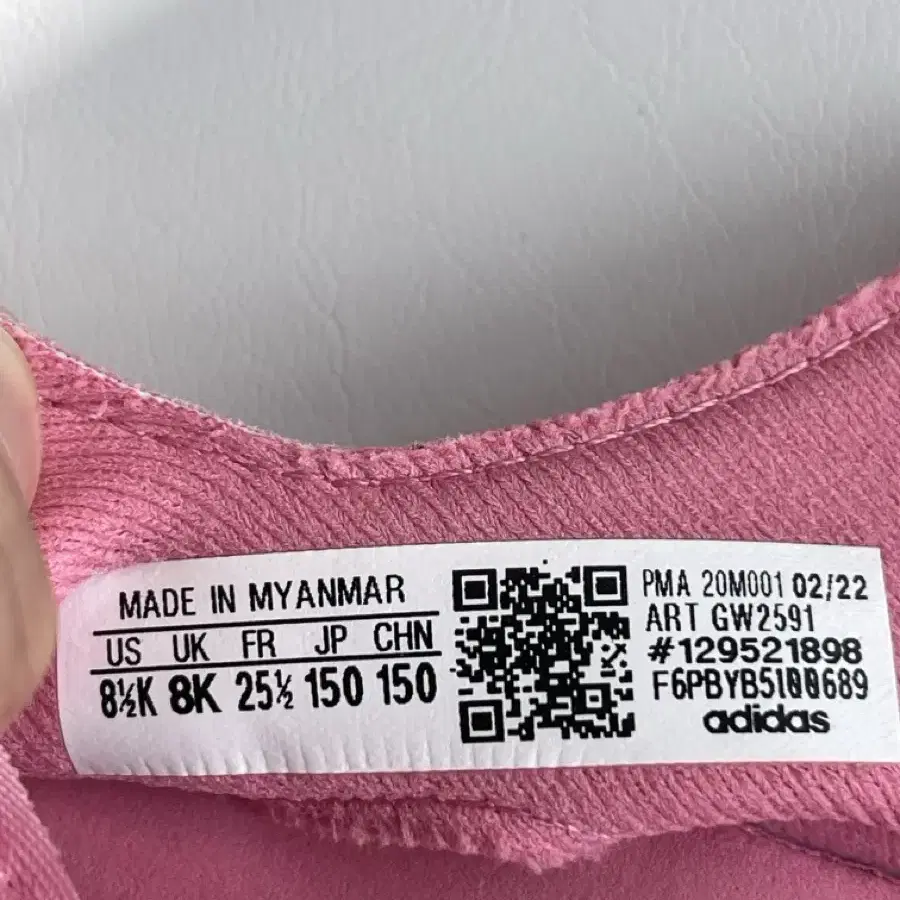 MADE IN MYANMAR
US UK FR JP CHN
8½K 8K 25½ 150 150
PMA 20M001 02/22
ART GW2591
#129521898
F6PBYB5100689
adidas